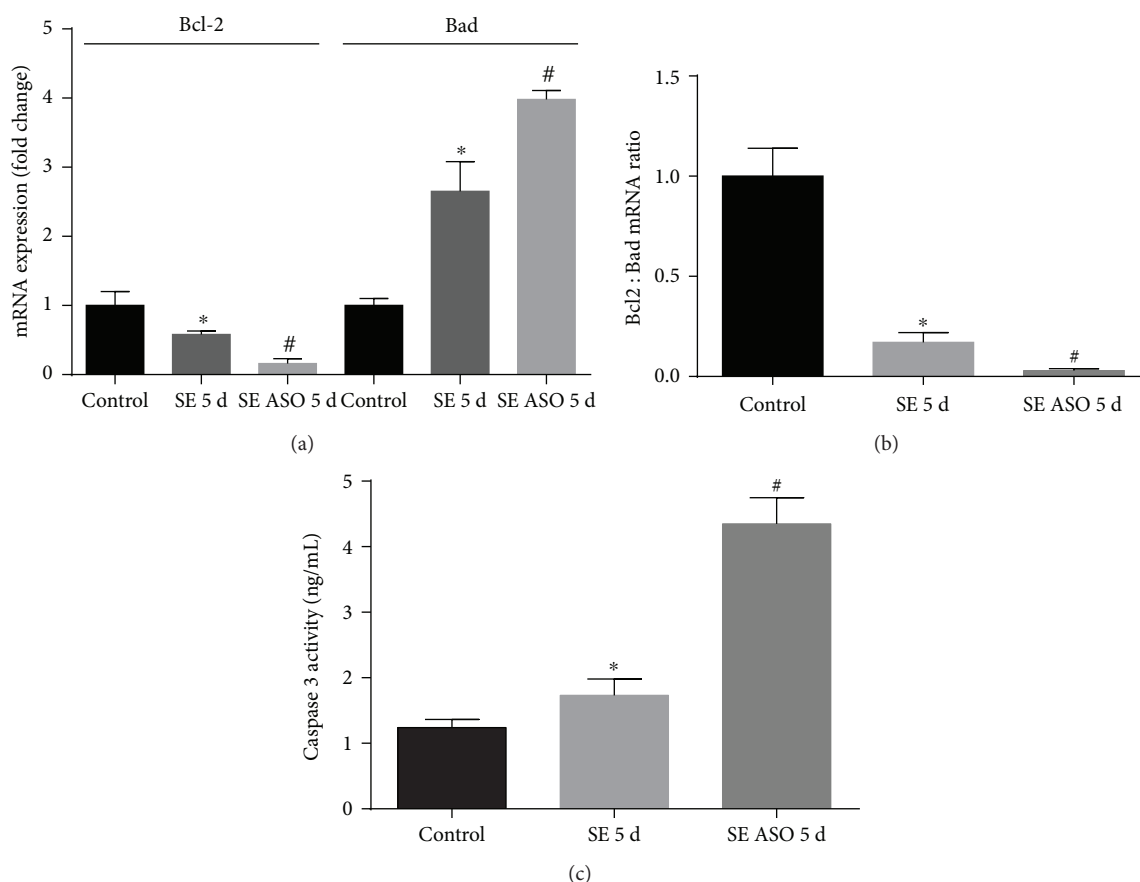 Bcl-2 Bad
mRNA expression (fold change)
5
4
3
2
1
0
* # * #
Control SE 5 d SE ASO 5 d Control SE 5 d SE ASO 5 d
(a)
Bcl2 : Bad mRNA ratio
1.5
1.0
0.5
0.0
* #
Control SE 5 d SE ASO 5 d
(b)
Caspase 3 activity (ng/mL)
5
4
3
2
1
0
* #
Control SE 5 d SE ASO 5 d
(c)